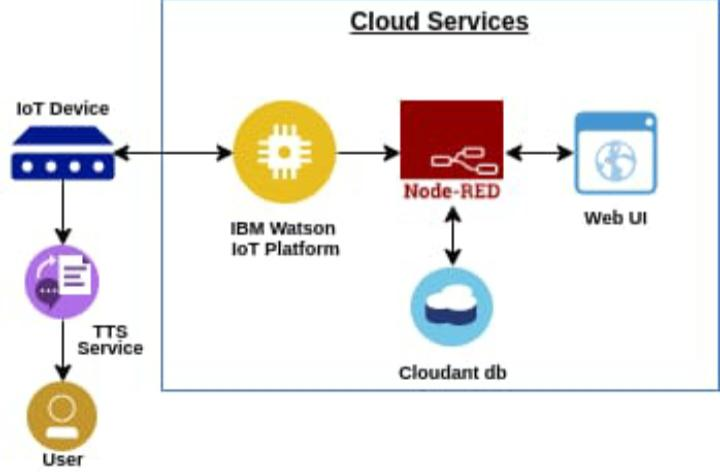 Cloud Services
IoT Device
Node-RED
IBM Watson
IoT Platform
Web UI
TTS
Service
Cloudant db
User